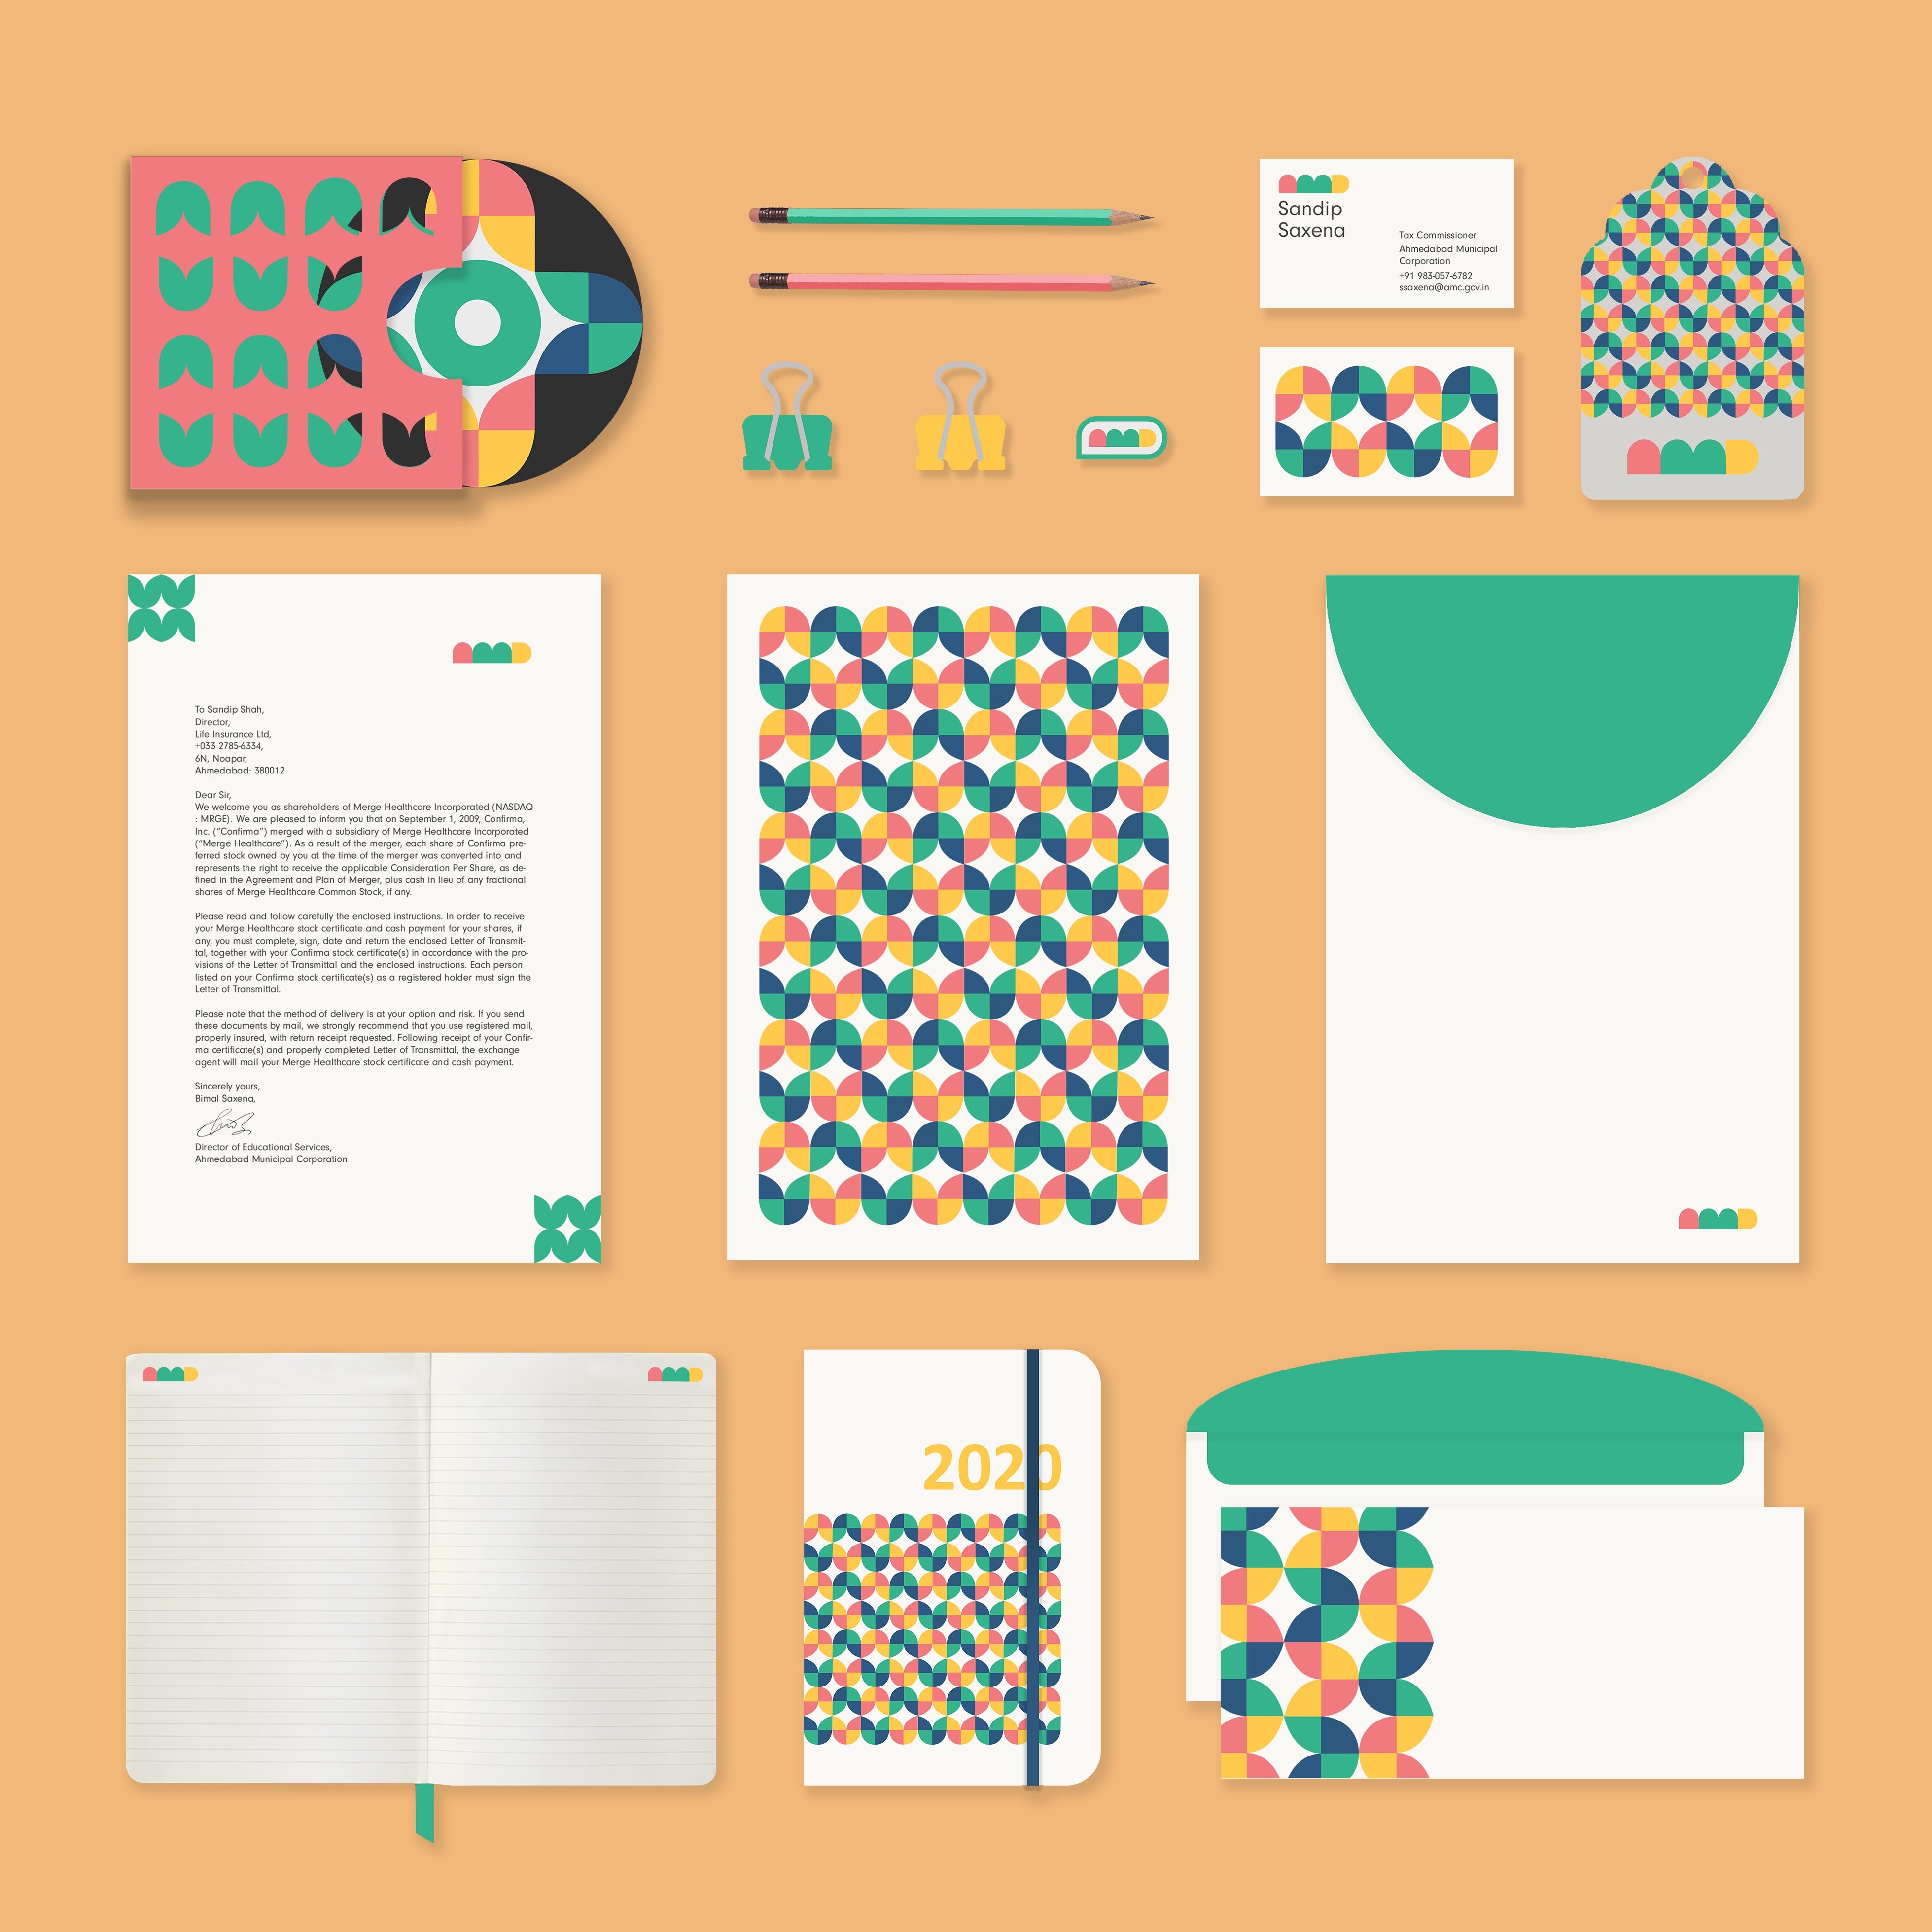 Sandip
Saxena
Tax Commissioner
Ahmedabad Municipal
Corporation
+91 983-057-6782
ssaxena@amc.gov.in
To Sandip Shah,
Director,
Life Insurance Ltd,
+033 2785-6334,
6N, Noapar,
Ahmedabad: 380012
Dear Sir,
We welcome you as shareholders of Merge Healthcare Incorporated (NASDAQ
: MRGE). We are pleased to inform you that on September 1, 2009, Confirma,
Inc. (“Confirma”) merged with a subsidiary of Merge Healthcare Incorporated
(“Merge Healthcare”). As a result of the merger, each share of Confirma pre-
ferred stock owned by you at the time of the merger was converted into and
represents the right to receive the applicable Consideration Per Share, as de-
fined in the Agreement and Plan of Merger, plus cash in lieu of any fractional
shares of Merge Healthcare Common Stock, if any.
Please read and follow carefully the enclosed instructions. In order to receive
your Merge Healthcare stock certificate and cash payment for your shares, if
any, you must complete, sign, date and return the enclosed Letter of Transmit-
tal, together with your Confirma stock certificate(s) in accordance with the pro-
visions of the Letter of Transmittal and the enclosed instructions. Each person
listed on your Confirma stock certificate(s) as a registered holder must sign the
Letter of Transmittal.
Please note that the method of delivery is at your option and risk. If you send
these documents by mail, we strongly recommend that you use registered mail,
properly insured, with return receipt requested. Following receipt of your Confir-
ma certificate(s) and properly completed Letter of Transmittal, the exchange
agent will mail your Merge Healthcare stock certificate and cash payment.
Sincerely yours,
Bimal Saxena,
Director of Educational Services,
Ahmedabad Municipal Corporation
2020